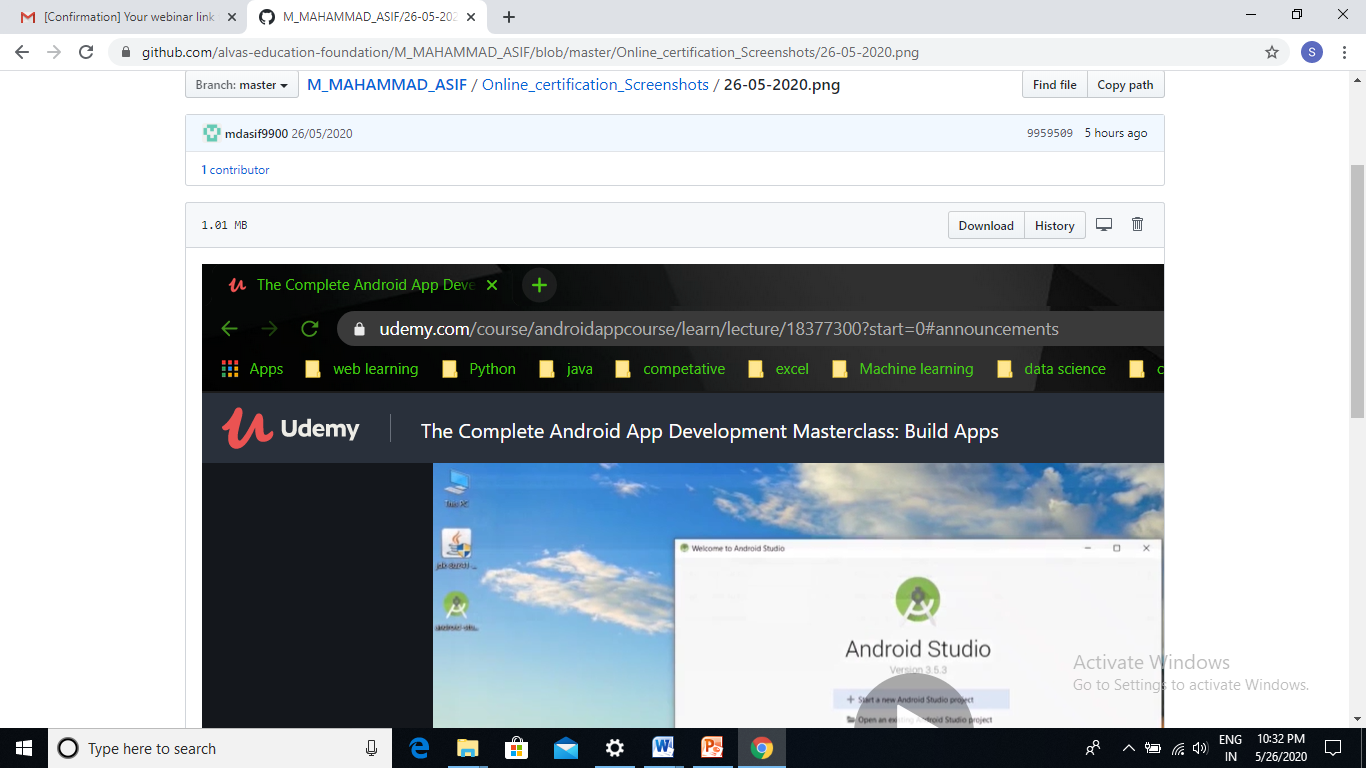 [Confirmation] Your webinar link
M_MAHAMMAD_ASIF/26-05-202
github.com/alvas-education-foundation/M_MAHAMMAD_ASIF/blob/master/Online_certification_Screenshots/26-05-2020.png
S
Branch: master
M_MAHAMMAD_ASIF / Online_certification_Screenshots / 26-05-2020.png
Find file
Copy path
mdasif9900 26/05/2020
9959509 5 hours ago
1 contributor
1.01 MB
Download
History
The Complete Android App Deve
udemy.com/course/androidappcourse/learn/lecture/18377300?start=0#announcements
Apps
web learning
Python
java
competative
excel
Machine learning
data science
c
Udemy
The Complete Android App Development Masterclass: Build Apps
This PC
Welcome to Android Studio
android-stu...
Android Studio
Version 3.6.3
Start a new Android Studio project
Open an existing Android Studio project
Activate Windows
Go to Settings to activate Windows.
Type here to search
ENG
IN
10:32 PM
5/26/2020